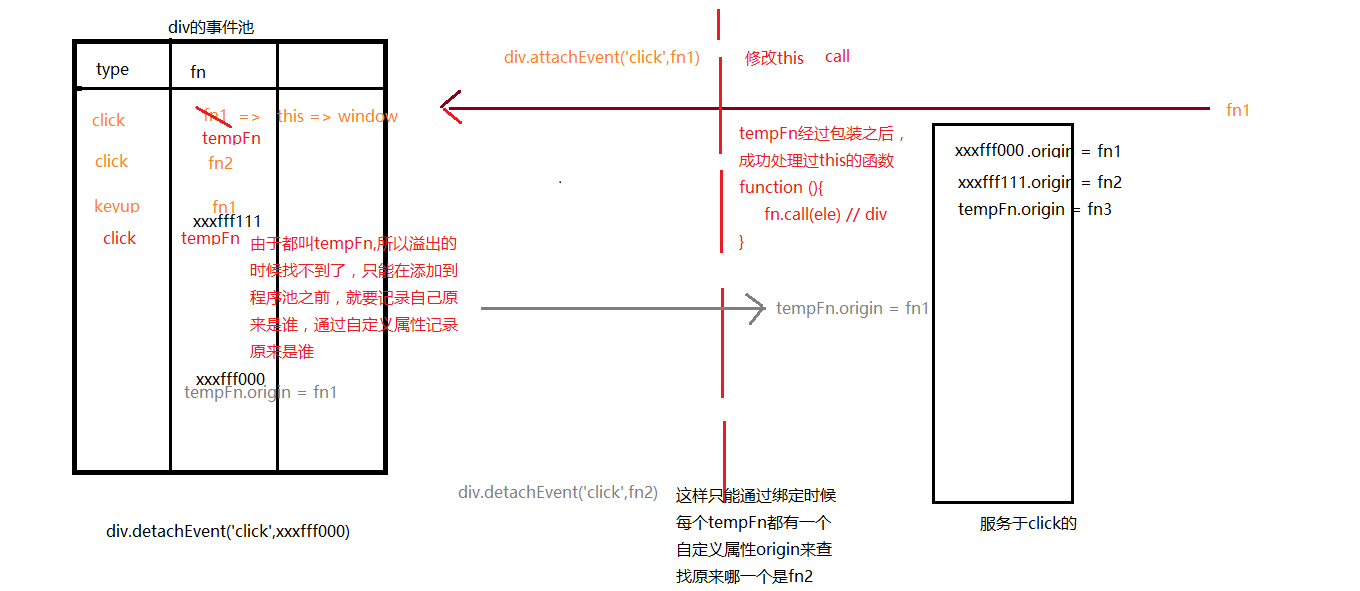 div的事件池
type fn
click fn1 => this => window
tempFn
click fn2
keyup fn1
xxxfff111
click tempFn
由于都叫tempFn,所以溢出的
时候找不到了，只能在添加到
程序池之前，就要记录自己原
来是谁，通过自定义属性记录
原来是谁
xxxfff000
tempFn.origin = fn1
div.detachEvent('click',xxxfff000)
div.attachEvent('click',fn1)
修改this call
fn1
tempFn经过包装之后，
成功处理过this的函数
function (){
fn.call(ele) // div
}
tempFn.origin = fn1
xxxfff000.origin = fn1
xxxfff111.origin = fn2
tempFn.origin = fn3
服务于click的
div.detachEvent('click',fn2)
这样只能通过绑定时候
每个tempFn都有一个
自定义属性origin来查
找原来哪一个是fn2